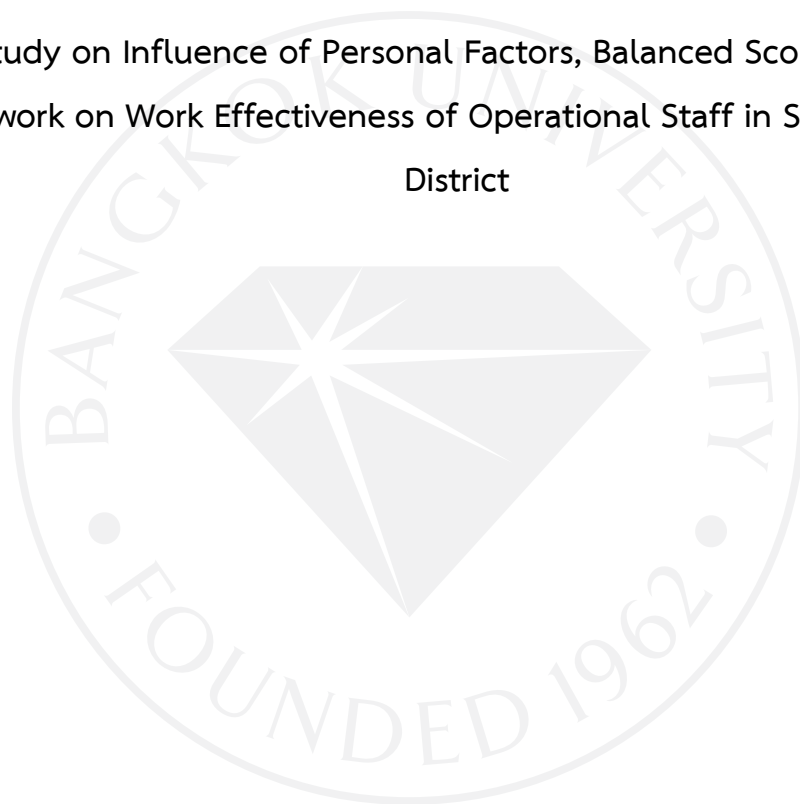 tudy on Influence of Personal Factors, Balanced Sco
work on Work Effectiveness of Operational Staff in S
District
BANGKOK UNIVERSITY
• FOUNDED 1962 •